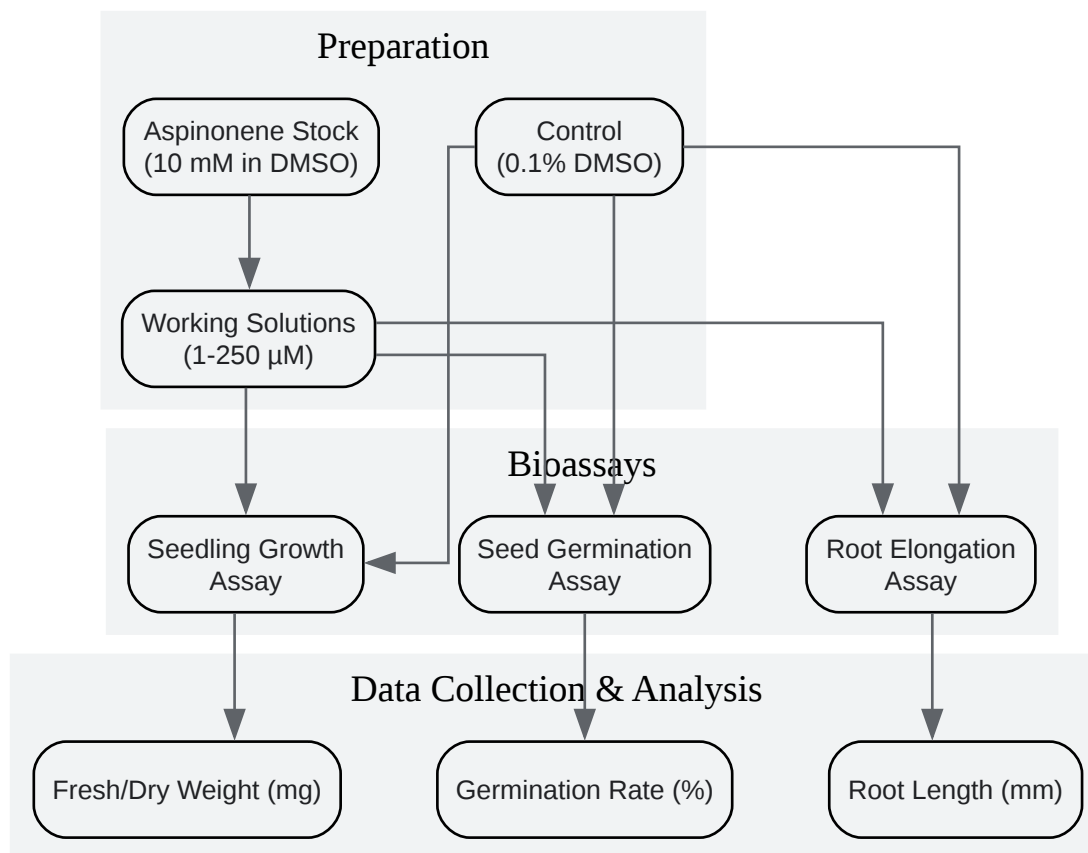 Preparation
Aspinonene Stock
(10 mM in DMSO)
Control
(0.1% DMSO)
Working Solutions
(1-250 µM)
Bioassays
Seedling Growth
Assay
Seed Germination
Assay
Root Elongation
Assay
Data Collection & Analysis
Fresh/Dry Weight (mg)
Germination Rate (%)
Root Length (mm)